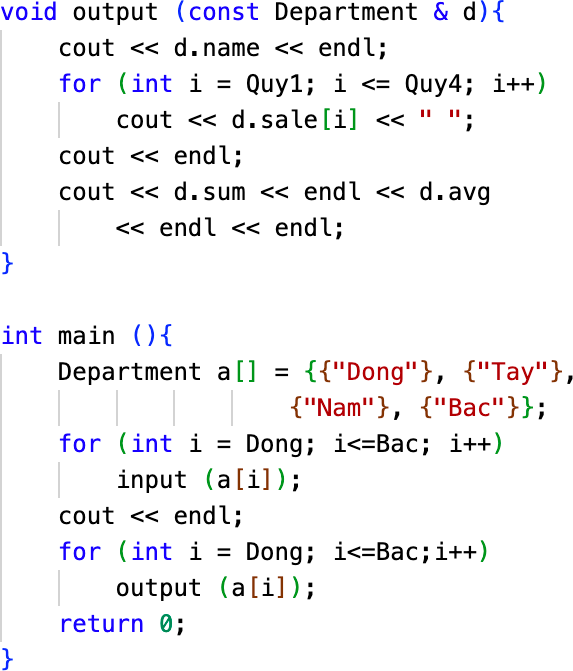 void output (const Department & d){
    cout << d.name << endl;
    for (int i = Quy1; i <= Quy4; i++)
        cout << d.sale[i] << " ";
    cout << endl;
    cout << d.sum << endl << d.avg
        << endl << endl;
}

int main (){
    Department a[] = {{"Dong"}, {"Tay"},
                    {"Nam"}, {"Bac"}};
    for (int i = Dong; i<=Bac; i++)
        input (a[i]);
    cout << endl;
    for (int i = Dong; i<=Bac;i++)
        output (a[i]);
    return 0;
}